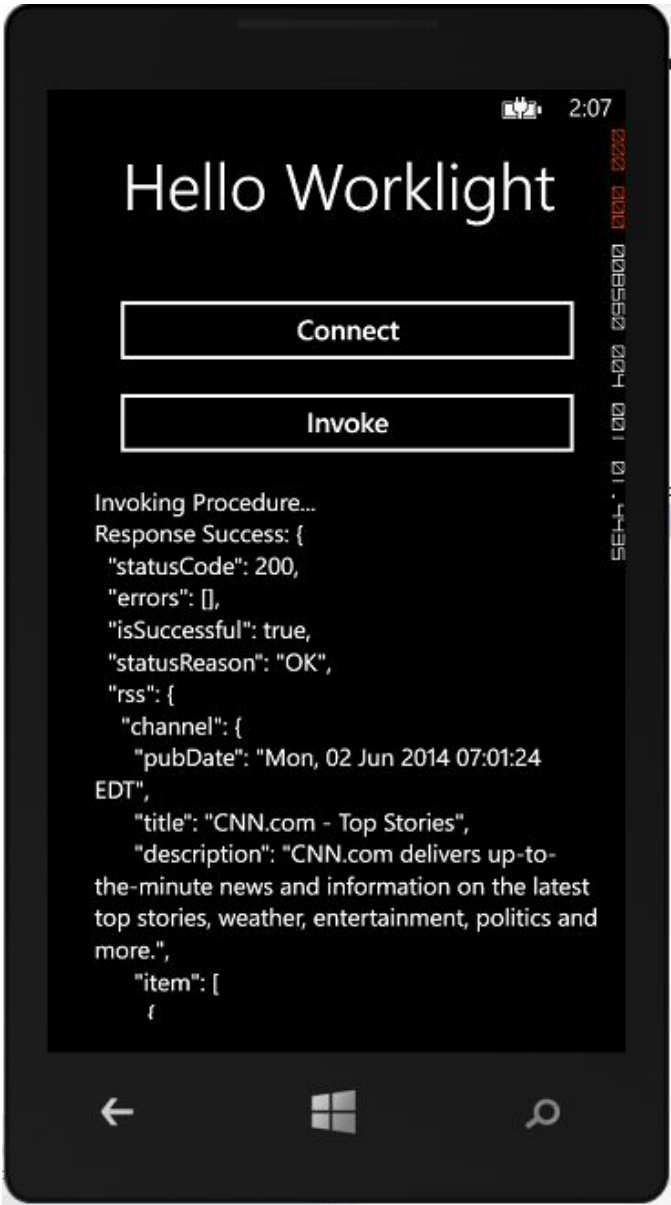 2:07
Hello Worklight
Connect
Invoke
Invoking Procedure...
Response Success: {
"statusCode": 200,
"errors": [],
"isSuccessful": true,
"statusReason": "OK",
"rss": {
"channel": {
"pubDate": "Mon, 02 Jun 2014 07:01:24
EDT",
"title": "CNN.com - Top Stories",
"description": "CNN.com delivers up-to-
the-minute news and information on the latest
top stories, weather, entertainment, politics and
more.",
"item": [
{